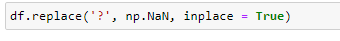 df.replace('?', np.NaN, inplace = True)